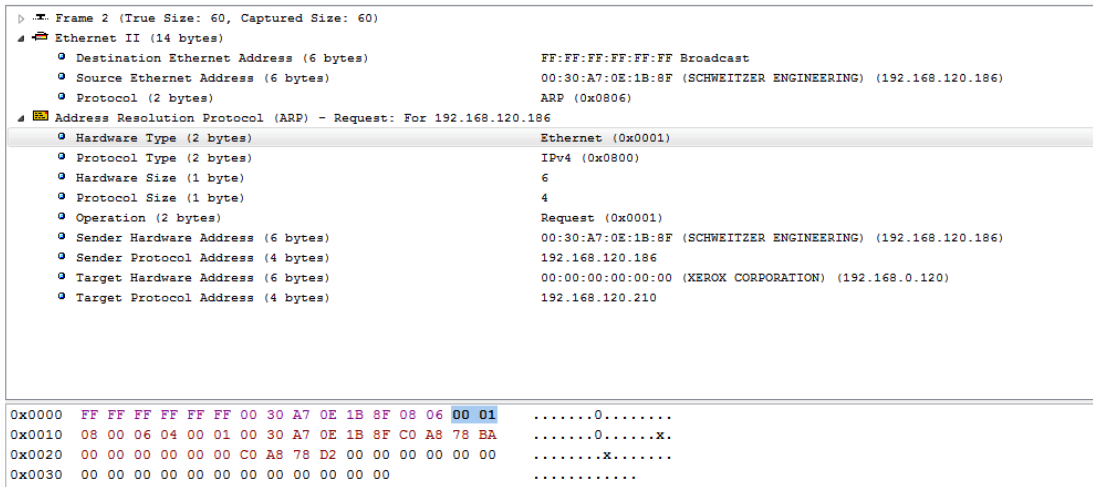 Frame 2 (True Size: 60, Captured Size: 60)
Ethernet II (14 bytes)
Destination Ethernet Address (6 bytes) FF:FF:FF:FF:FF:FF Broadcast
Source Ethernet Address (6 bytes) 00:30:A7:0E:1B:8F (SCHWEITZER ENGINEERING) (192.168.120.186)
Protocol (2 bytes) ARP (0x0806)
Address Resolution Protocol (ARP) - Request: For 192.168.120.186
Hardware Type (2 bytes) Ethernet (0x0001)
Protocol Type (2 bytes) IPv4 (0x0800)
Hardware Size (1 byte) 6
Protocol Size (1 byte) 4
Operation (2 bytes) Request (0x0001)
Sender Hardware Address (6 bytes) 00:30:A7:0E:1B:8F (SCHWEITZER ENGINEERING) (192.168.120.186)
Sender Protocol Address (4 bytes) 192.168.120.186
Target Hardware Address (6 bytes) 00:00:00:00:00:00 (XEROX CORPORATION) (192.168.0.120)
Target Protocol Address (4 bytes) 192.168.120.210
0x0000 FF FF FF FF FF FF 00 30 A7 0E 1B 8F 08 06 00 01 .......0........
0x0010 08 00 06 04 00 01 00 30 A7 0E 1B 8F C0 A8 78 BA .......0......x.
0x0020 00 00 00 00 00 00 C0 A8 78 D2 00 00 00 00 00 00 ........x.......
0x0030 00 00 00 00 00 00 00 00 00 00 00 00 ............